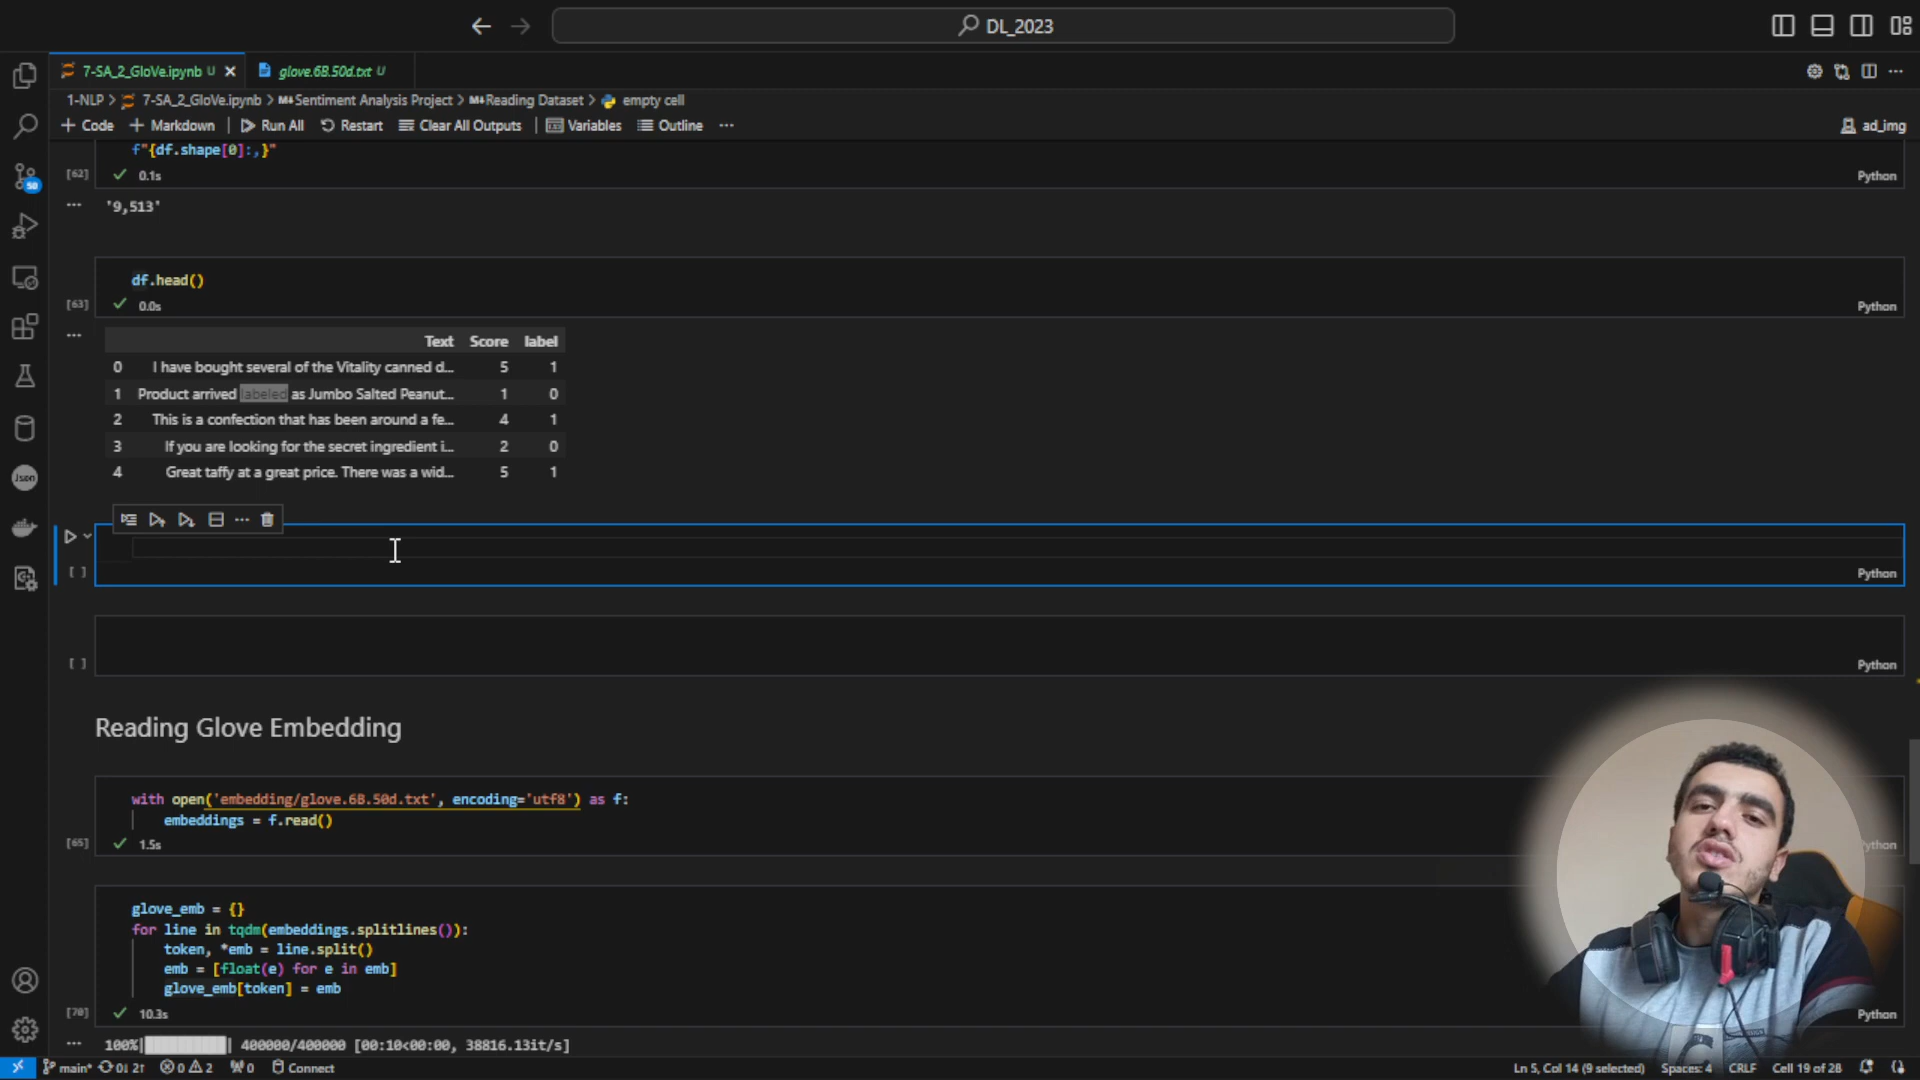 DL_2023
7-SA_2_GloVe.ipynb U
glove.6B.50d.txt U
1-NLP > 7-SA_2_GloVe.ipynb > M↓Sentiment Analysis Project > M↓Reading Dataset > empty cell
+ Code + Markdown | Run All Restart Clear All Outputs | Variables Outline ···
ad_img
f"{df.shape[0]:,}"
[62] 0.1s
Python
'9,513'
df.head()
[63] 0.0s
Python
Text Score label
0 I have bought several of the Vitality canned d... 5 1
1 Product arrived labeled as Jumbo Salted Peanut... 1 0
2 This is a confection that has been around a fe... 4 1
3 If you are looking for the secret ingredient i... 2 0
4 Great taffy at a great price. There was a wid... 5 1
[ ]
Python
[ ]
Python
Reading Glove Embedding
with open('embedding/glove.6B.50d.txt', encoding='utf8') as f:
embeddings = f.read()
[65] 1.5s
ython
glove_emb = {}
for line in tqdm(embeddings.splitlines()):
token, *emb = line.split()
emb = [float(e) for e in emb]
glove_emb[token] = emb
[70] 10.3s
Python
100%| | 400000/400000 [00:10<00:00, 38816.13it/s]
main* 0↓ 2↑ 0 2 0 Connect
Ln 5, Col 14 (9 selected) Spaces: 4 CRLF Cell 19 of 28
50
Json